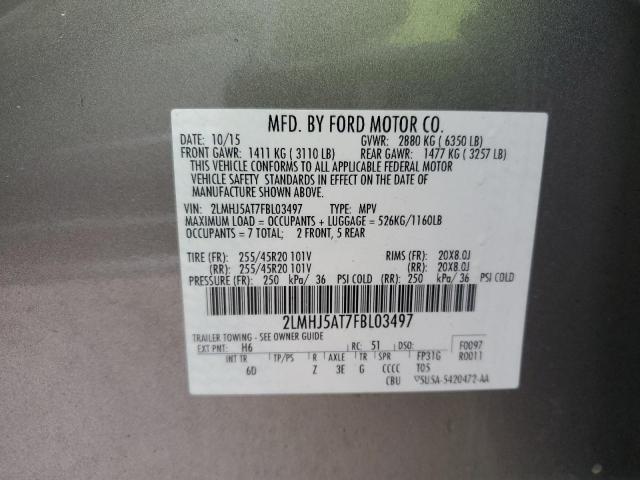 MFD. BY FORD MOTOR CO.
DATE: 10/15 GVWR: 2880 KG ( 6350 LB)
FRONT GAWR: 1411 KG ( 3110 LB) REAR GAWR: 1477 KG ( 3257 LB)
THIS VEHICLE CONFORMS TO ALL APPLICABLE FEDERAL MOTOR
VEHICLE SAFETY STANDARDS IN EFFECT ON THE DATE OF
MANUFACTURE SHOWN ABOVE.
VIN: 2LMHJ5AT7FBL03497 TYPE: MPV
MAXIMUM LOAD = OCCUPANTS + LUGGAGE = 526KG/1160LB
OCCUPANTS = 7 TOTAL; 2 FRONT, 5 REAR
TIRE (FR): 255/45R20 101V RIMS (FR): 20X8.0J
(RR): 255/45R20 101V (RR): 20X8.0J
PRESSURE (FR): 250 kPa/ 36 PSI COLD (RR): 250 kPa/ 36 PSI COLD
2LMHJ5AT7FBL03497
TRAILER TOWING - SEE OWNER GUIDE
EXT PNT: H6 RC: 51 DSO: F0097
INT TR TP/PS R AXLE TR SPR FP31G R0011
6D Z 3E G CCCC T05
CBU 5U5A-5420472-AA